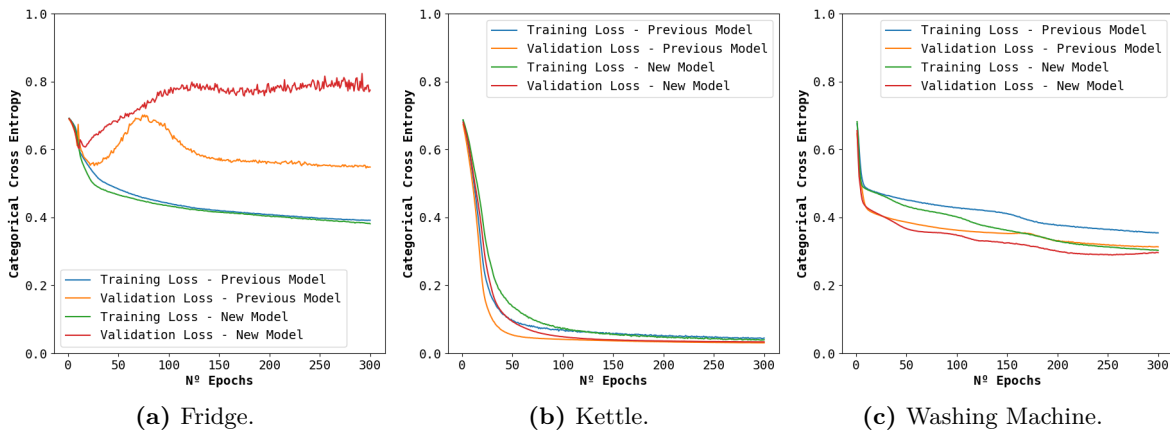 1.0
0.8
0.6
0.4
0.2
0.0
Categorical Cross Entropy
Training Loss - Previous Model
Validation Loss - Previous Model
Training Loss - New Model
Validation Loss - New Model
0 50 100 150 200 250 300
Nº Epochs
(a) Fridge.
1.0
0.8
0.6
0.4
0.2
0.0
Categorical Cross Entropy
Training Loss - Previous Model
Validation Loss - Previous Model
Training Loss - New Model
Validation Loss - New Model
0 50 100 150 200 250 300
Nº Epochs
(b) Kettle.
1.0
0.8
0.6
0.4
0.2
0.0
Categorical Cross Entropy
Training Loss - Previous Model
Validation Loss - Previous Model
Training Loss - New Model
Validation Loss - New Model
0 50 100 150 200 250 300
Nº Epochs
(c) Washing Machine.